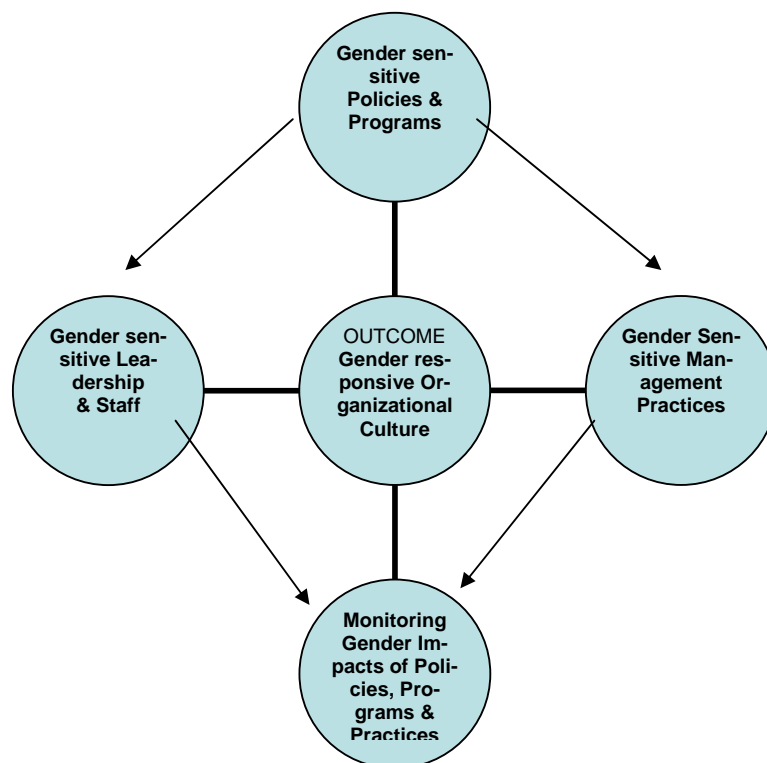 Gender sen-
sitive
Policies &
Programs
Gender sen-
sitive Lea-
dership
& Staff
OUTCOME
Gender res-
ponsive Or-
ganizational
Culture
Gender Sen-
sitive Man-
agement
Practices
Monitoring
Gender Im-
pacts of Poli-
cies, Pro-
grams &
Practices